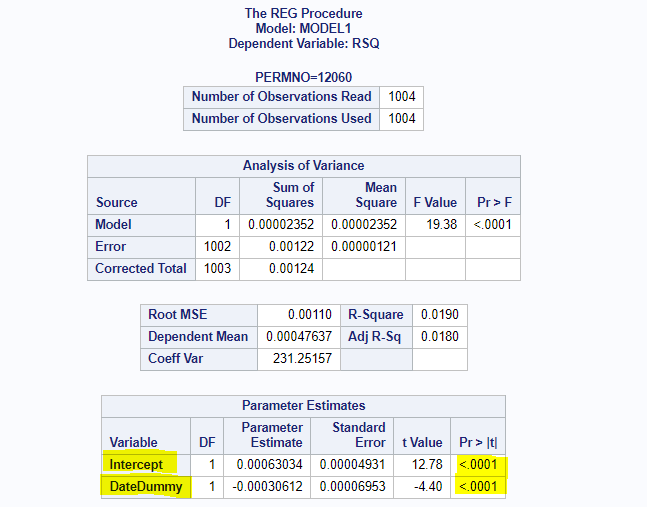 The REG Procedure
Model: MODEL1
Dependent Variable: RSQ
PERMNO=12060
Number of Observations Read 1004
Number of Observations Used 1004
Analysis of Variance
Source DF Sum of Squares Mean Square F Value Pr > F
Model 1 0.00002352 0.00002352 19.38 <.0001
Error 1002 0.00122 0.00000121
Corrected Total 1003 0.00124
Root MSE 0.00110 R-Square 0.0190
Dependent Mean 0.00047637 Adj R-Sq 0.0180
Coeff Var 231.25157
Parameter Estimates
Variable DF Parameter Estimate Standard Error t Value Pr > |t|
Intercept 1 0.00063034 0.00004931 12.78 <.0001
DateDummy 1 -0.00030612 0.00006953 -4.40 <.0001